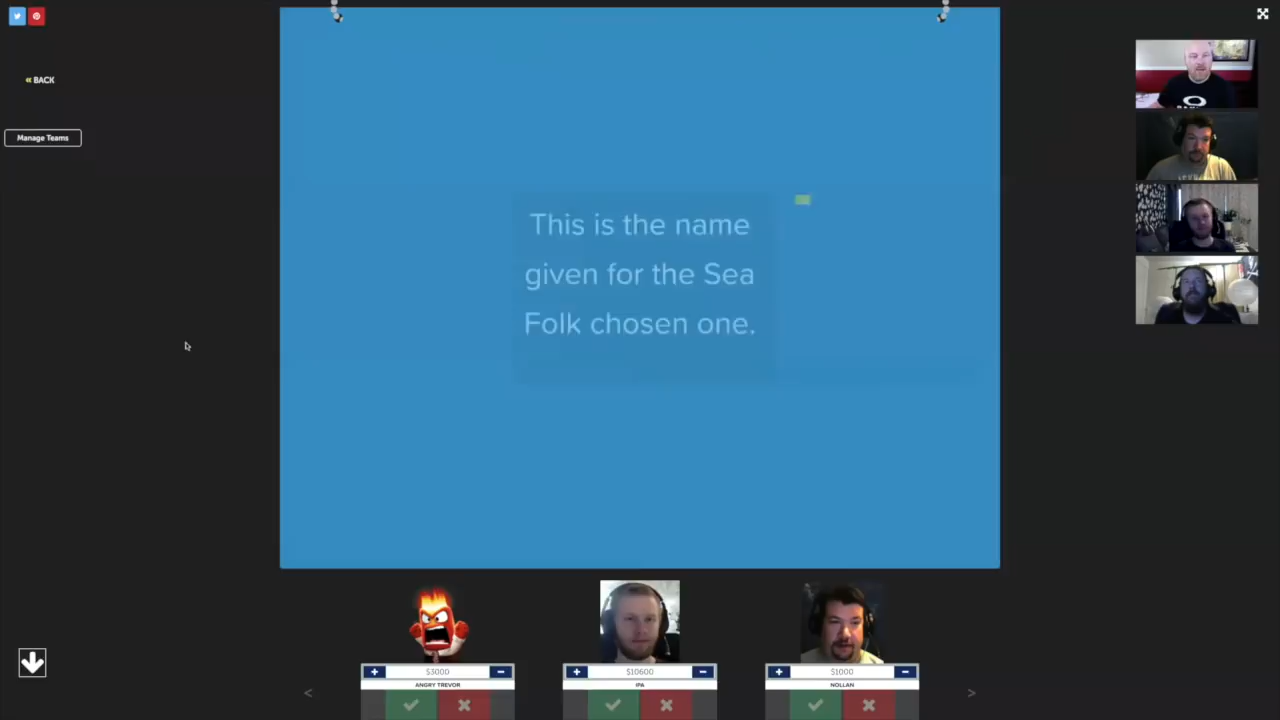 « BACK
Manage Teams
This is the name
given for the Sea
Folk chosen one.
$3000
$10600
$1000
ANGRY TREVOR
IPA
NOLLAN